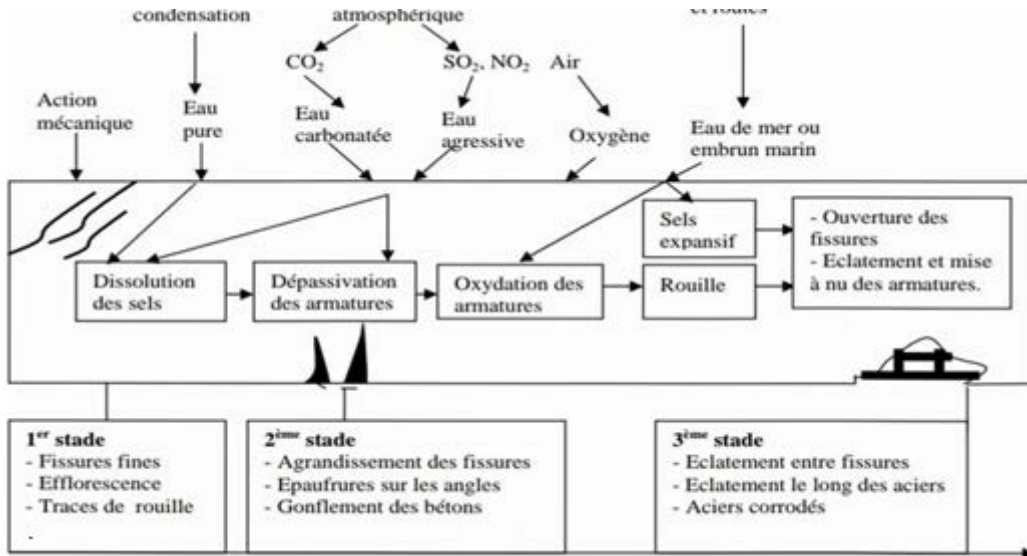 condensation
atmosphérique
et routes
CO₂
SO₂, NO₂
Air
Action
mécanique
Eau
pure
Eau
carbonatée
Eau
agressive
Oxygène
Eau de mer ou
embrun marin
Sels
expansif
- Ouverture des
fissures
- Eclatement et mise
à nu des armatures.
Dissolution
des sels
Dépassivation
des armatures
Oxydation des
armatures
Rouille
1er stade
- Fissures fines
- Efflorescence
- Traces de rouille
.
2ème stade
- Agrandissement des fissures
- Epaufrures sur les angles
- Gonflement des bétons
3ème stade
- Eclatement entre fissures
- Eclatement le long des aciers
- Aciers corrodés